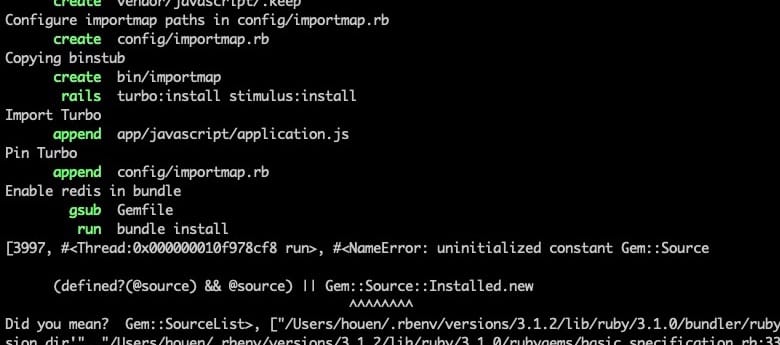 create vendor/javascript/.keep
Configure importmap paths in config/importmap.rb
create config/importmap.rb
Copying binstub
create bin/importmap
rails turbo:install stimulus:install
Import Turbo
append app/javascript/application.js
Pin Turbo
append config/importmap.rb
Enable redis in bundle
gsub Gemfile
run bundle install
[3997, #<Thread:0x000000010f978cf8 run>, #<NameError: uninitialized constant Gem::Source
(defined?(@source) && @source) || Gem::Source::Installed.new
^^^^^^^^
Did you mean?  Gem::SourceList>, ["/Users/houen/.rbenv/versions/3.1.2/lib/ruby/3.1.0/bundler/ruby
sion_dir'", "/Users/houen/.rbenv/versions/3.1.2/lib/ruby/3.1.0/rubygems/basic_specification.rb:33